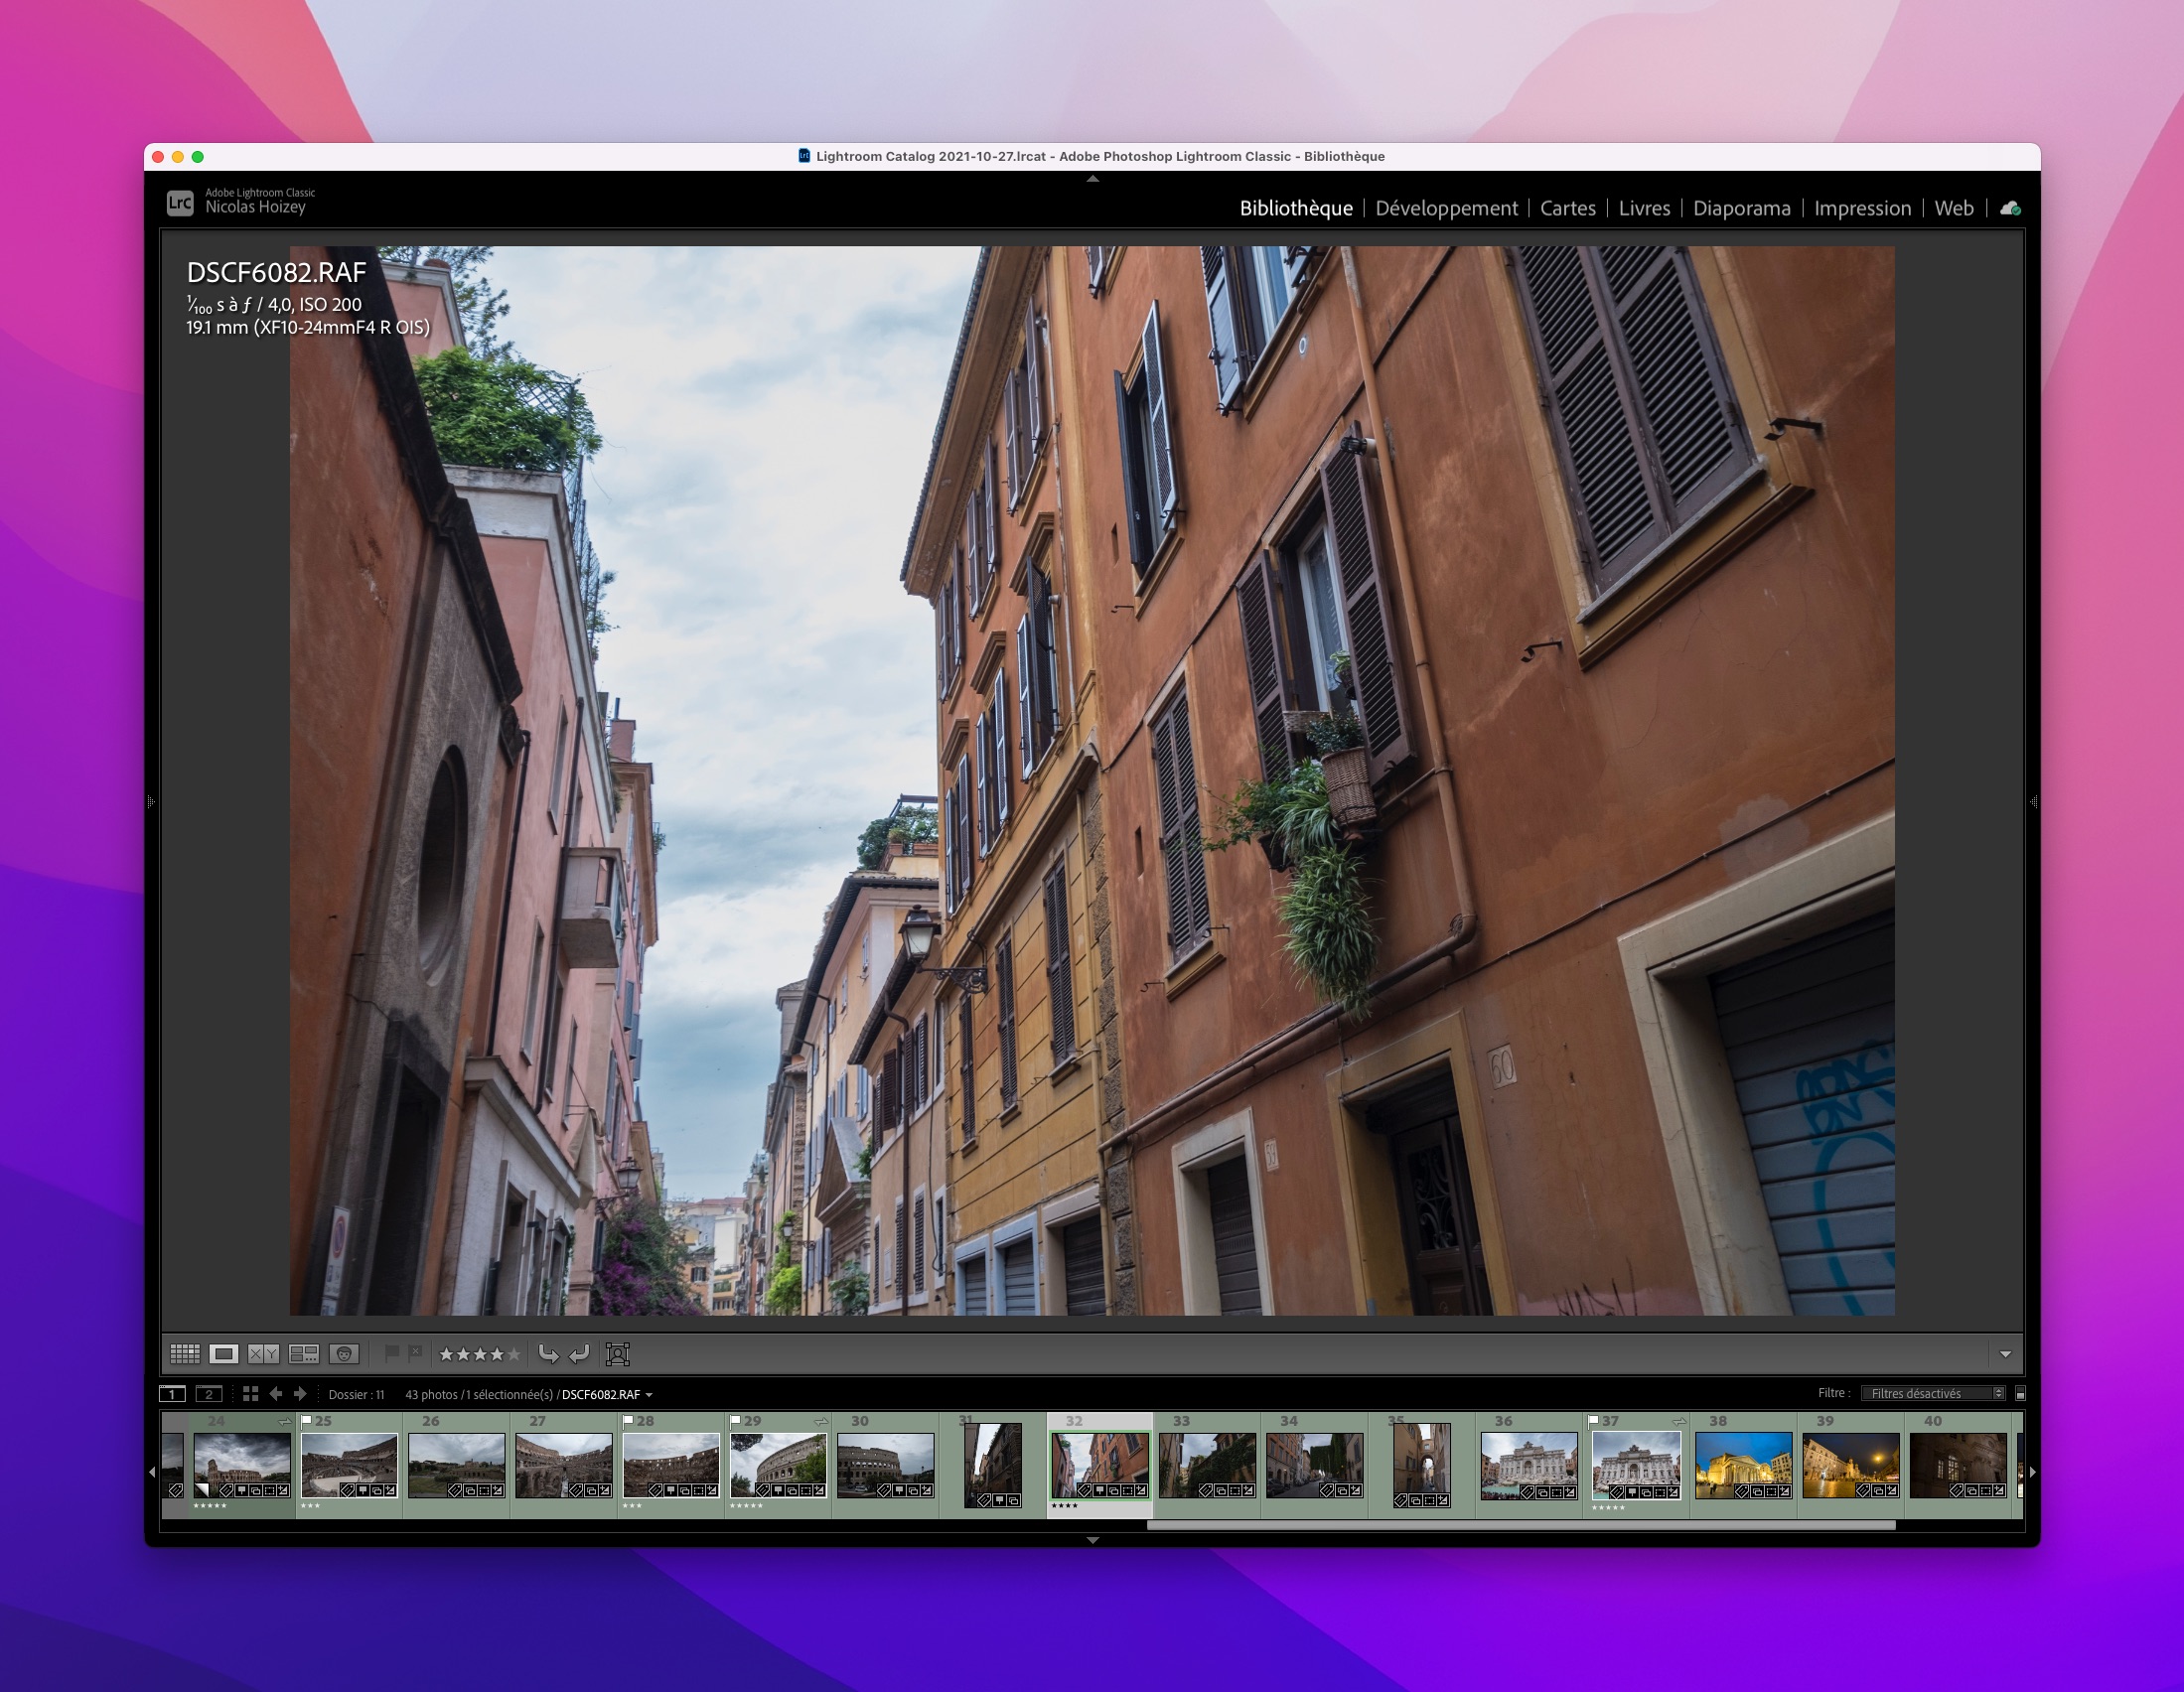 Lightroom Catalog 2021-10-27.lrcat - Adobe Photoshop Lightroom Classic - Bibliothèque
LrC
Adobe Lightroom Classic
Nicolas Hoizey
Bibliothèque | Développement | Cartes | Livres | Diaporama | Impression | Web
DSCF6082.RAF
1/100 s à ƒ / 4,0, ISO 200
19.1 mm (XF10-24mmF4 R OIS)
60
59
X Y
1 2 Dossier : 11 43 photos / 1 sélectionnée(s) / DSCF6082.RAF Filtre : Filtres désactivés
24 25 26 27 28 29 30 31 32 33 34 35 36 37 38 39 40